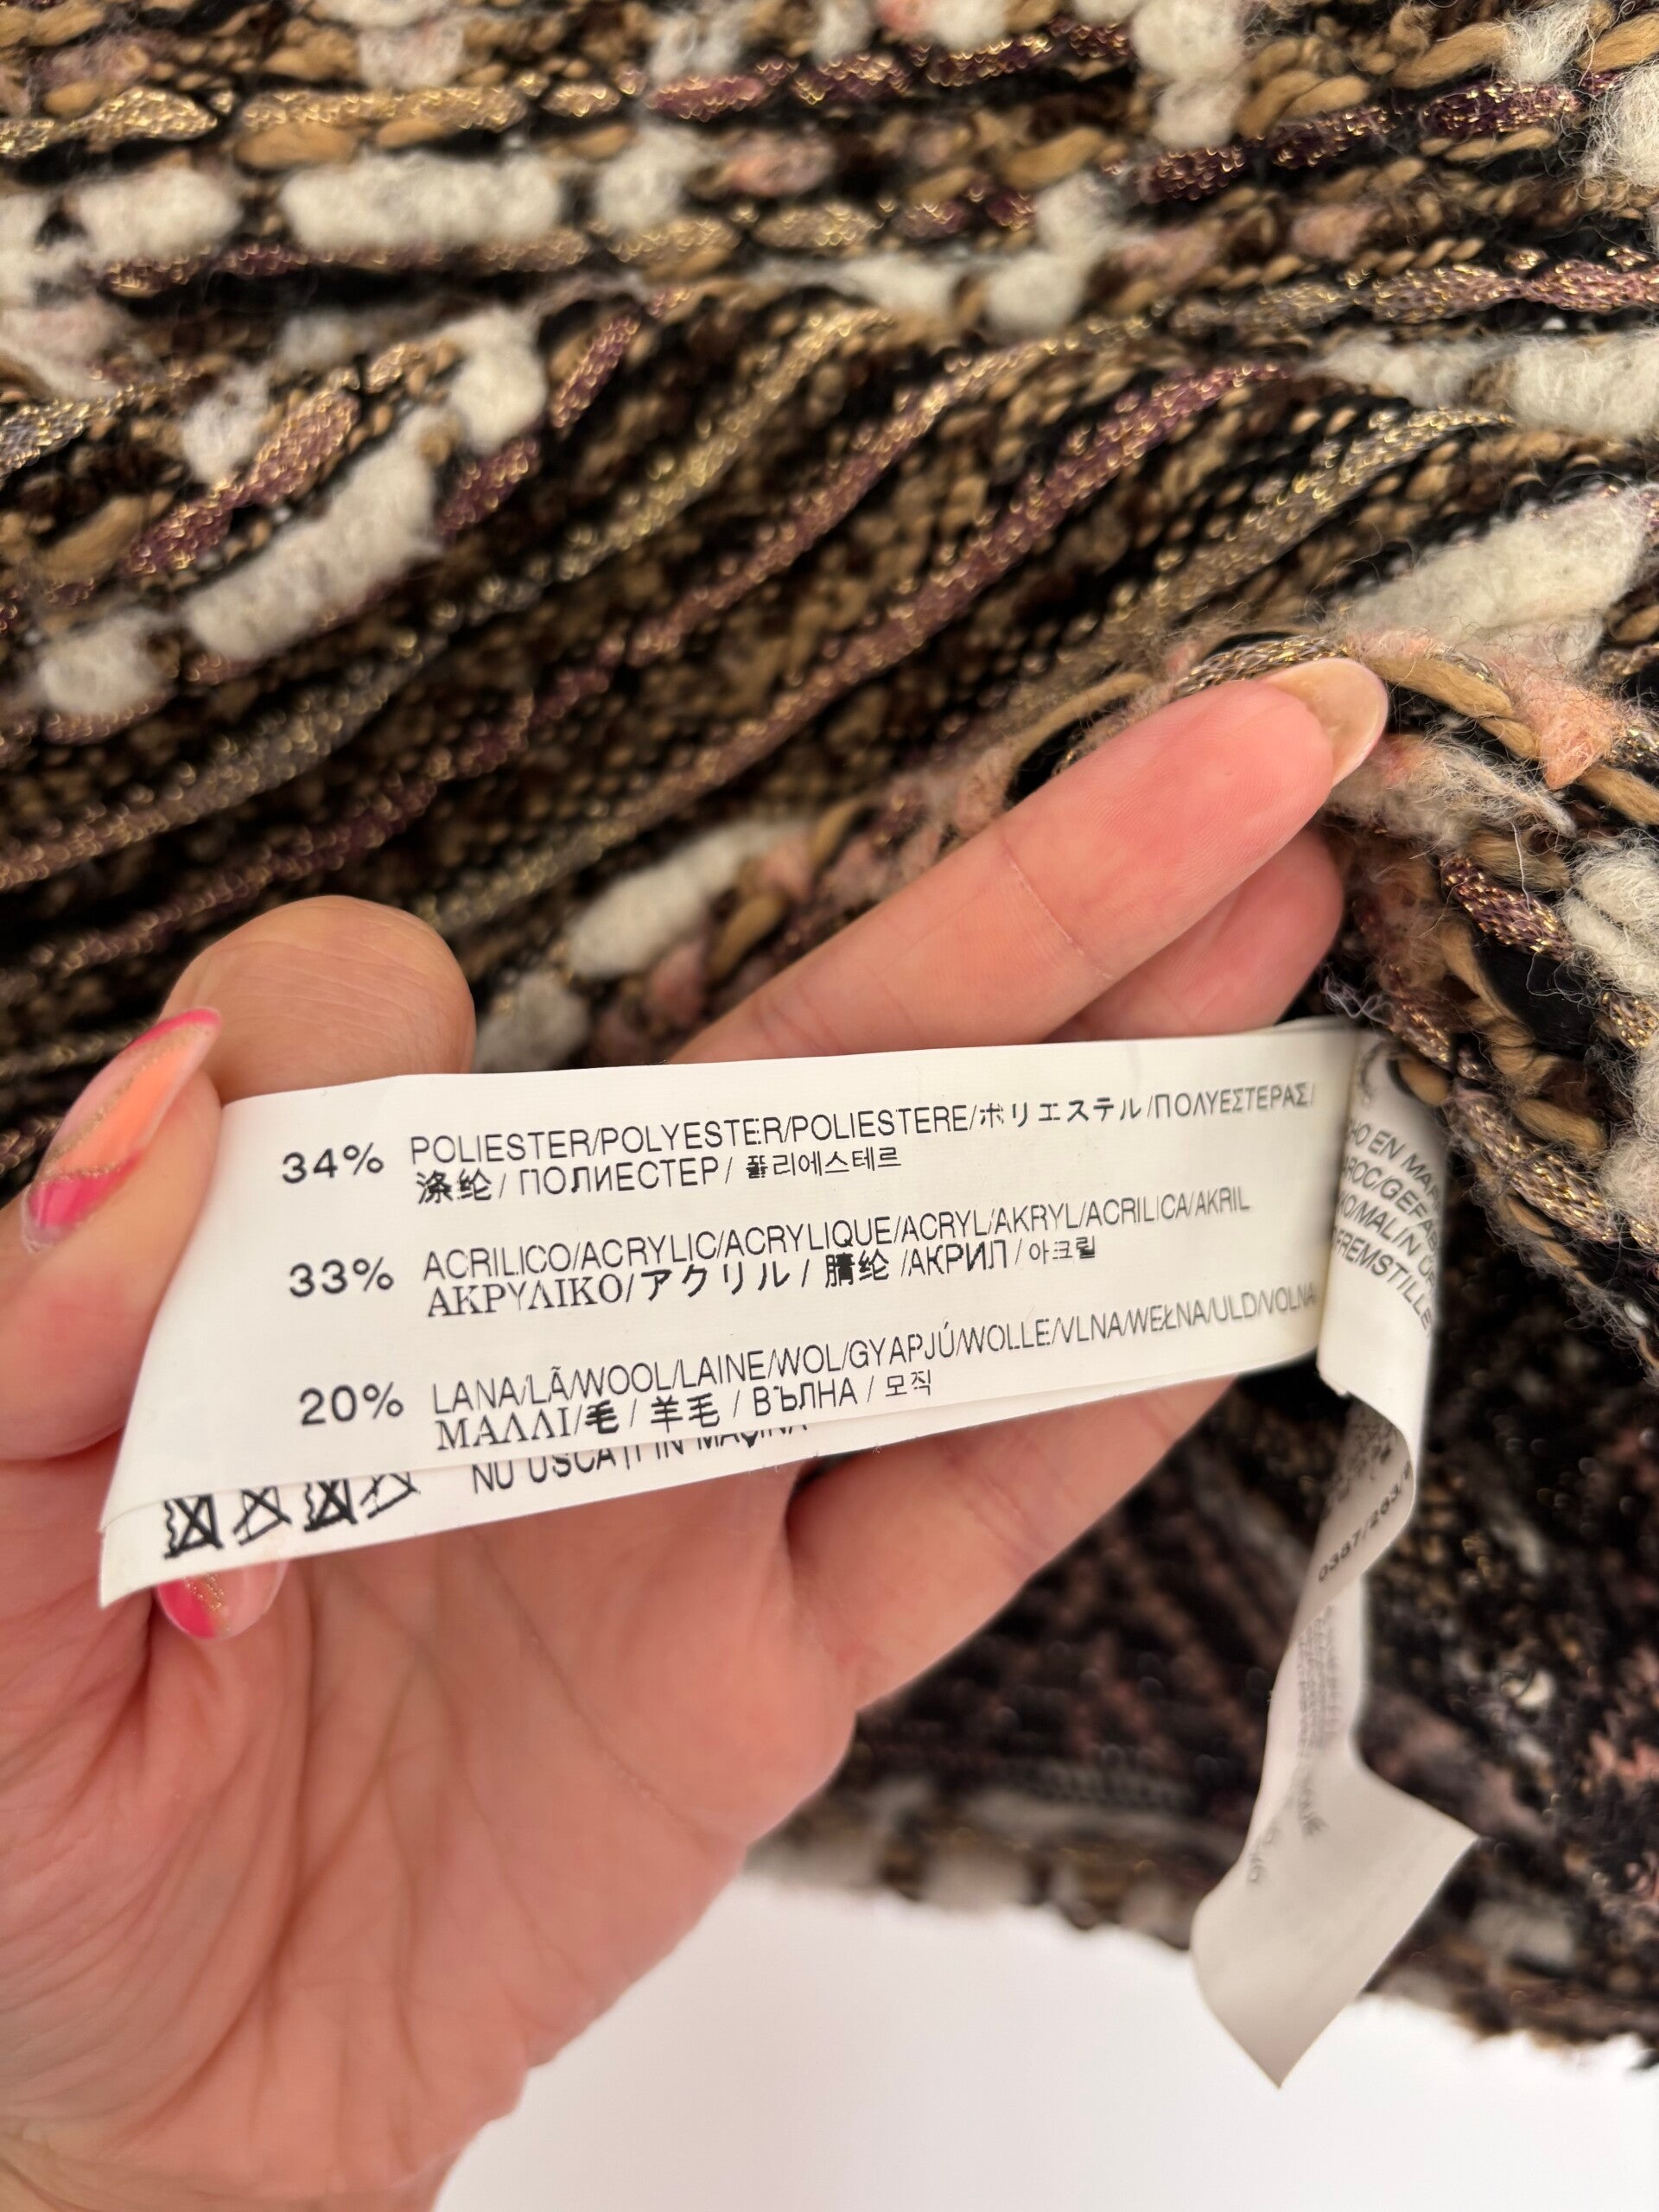 34% POLIESTER/POLYESTER/POLIESTERE/ポリエステル/ΠΟΛΥΕΣΤΕΡΑΣ/
涤纶/ПОЛИЕСТЕР/ 폴리에스테르
33% ACRILICO/ACRYLIC/ACRYLIQUE/ACRYL/AKRYL/ACRILICA/AKRIL
ΑΚΡΥΛΙΚΟ/アクリル / 腈纶 /АКРИЛ / 아크릴
20% LANA/LÃ/WOOL/LAINE/WOL/GYAPJÚ/WOLLE/VLNA/WEŁNA/ULD/VOLNA
ΜΑΛΛΙ/毛 / 羊毛 / ВЪЛНА / 모직
NU USCAȚI IN MAȘINA
EN
0387/263